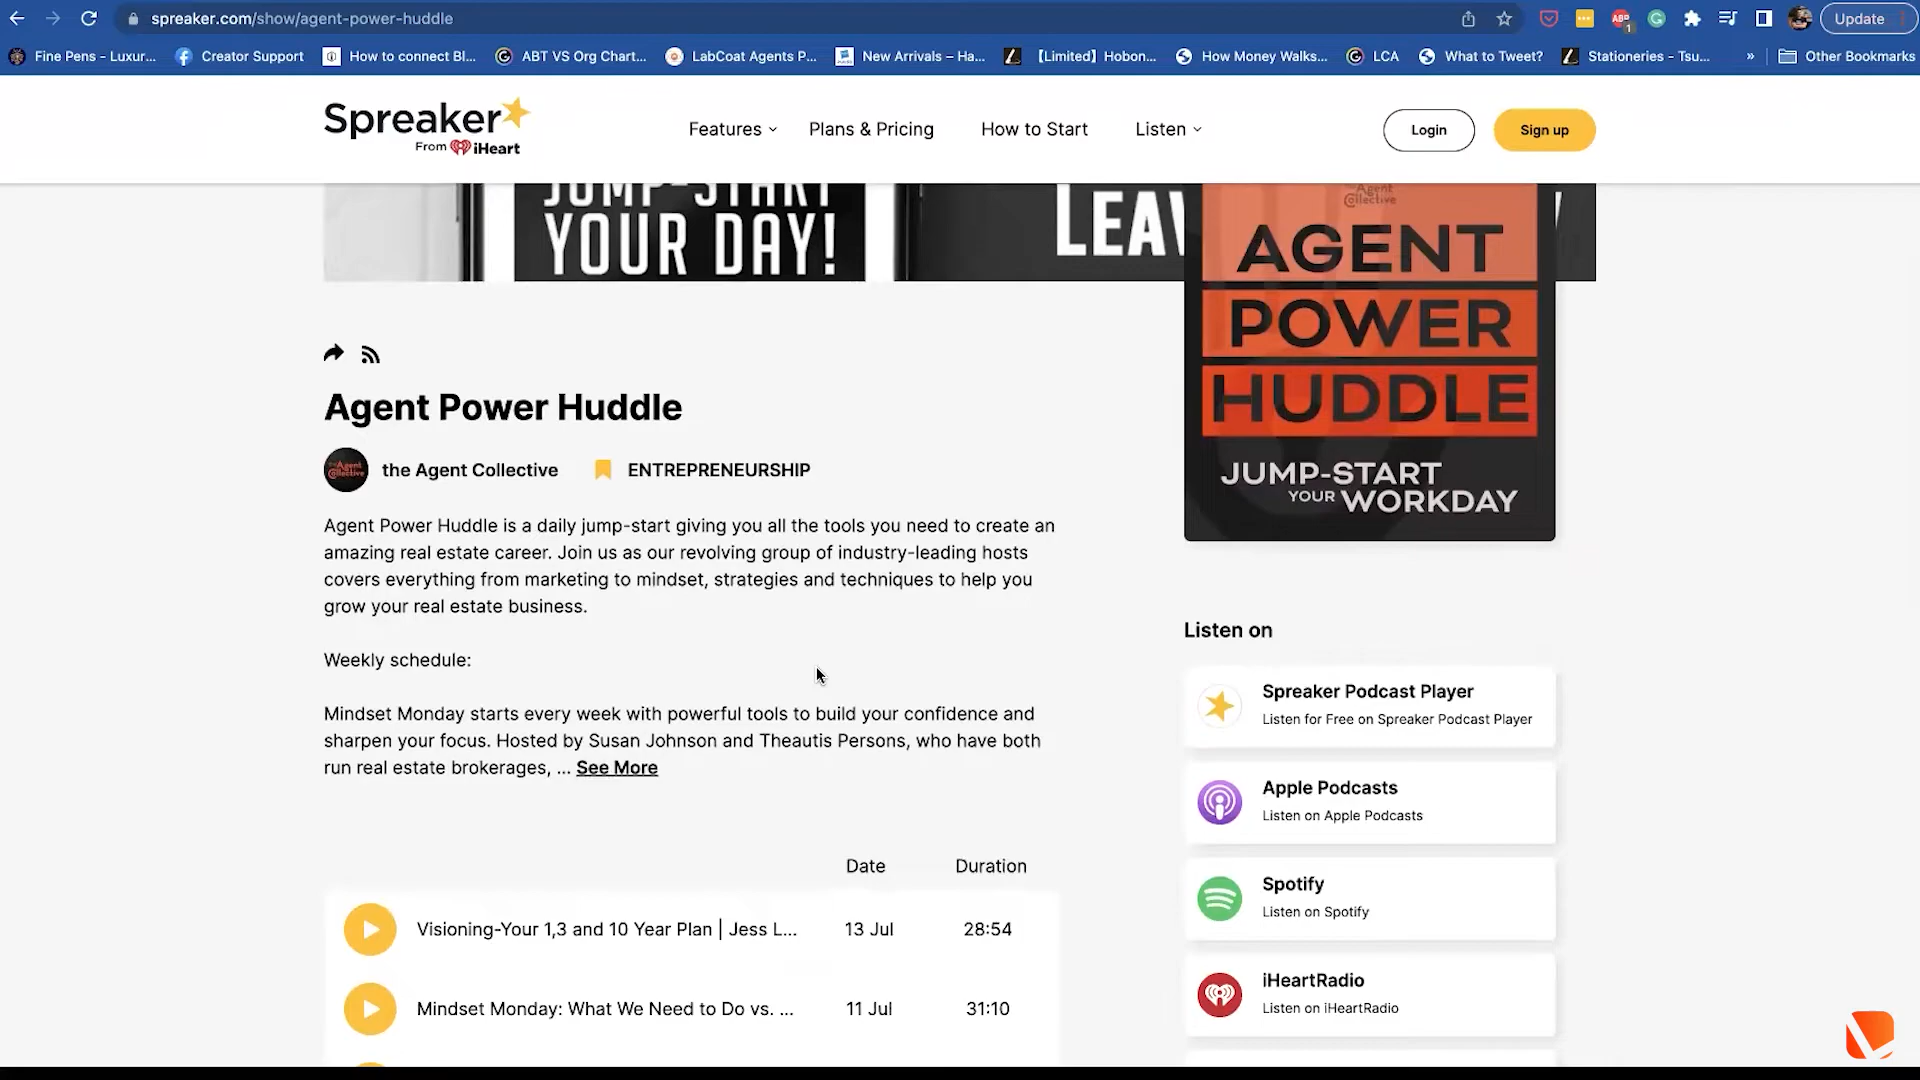 spreaker.com/show/agent-power-huddle
ABP
1
Update
Fine Pens - Luxur...
Creator Support
How to connect Bl...
ABT VS Org Chart...
LabCoat Agents P...
New Arrivals – Ha...
【Limited】Hobon...
How Money Walks...
LCA
What to Tweet?
Stationeries - Tsu...
»
Other Bookmarks
Spreaker
From iHeart
Features
Plans & Pricing
How to Start
Listen
Login
Sign up
JUMP-START
YOUR DAY!
LEAV
the Agent
Collective
AGENT
POWER
HUDDLE
JUMP-START
YOUR WORKDAY
Agent Power Huddle
the Agent Collective
ENTREPRENEURSHIP
Agent Power Huddle is a daily jump-start giving you all the tools you need to create an
amazing real estate career. Join us as our revolving group of industry-leading hosts
covers everything from marketing to mindset, strategies and techniques to help you
grow your real estate business.
Weekly schedule:
Mindset Monday starts every week with powerful tools to build your confidence and
sharpen your focus. Hosted by Susan Johnson and Theautis Persons, who have both
run real estate brokerages, ... See More
Date Duration
Visioning-Your 1,3 and 10 Year Plan | Jess L... 13 Jul 28:54
Mindset Monday: What We Need to Do vs. ... 11 Jul 31:10
Listen on
Spreaker Podcast Player
Listen for Free on Spreaker Podcast Player
Apple Podcasts
Listen on Apple Podcasts
Spotify
Listen on Spotify
iHeartRadio
Listen on iHeartRadio